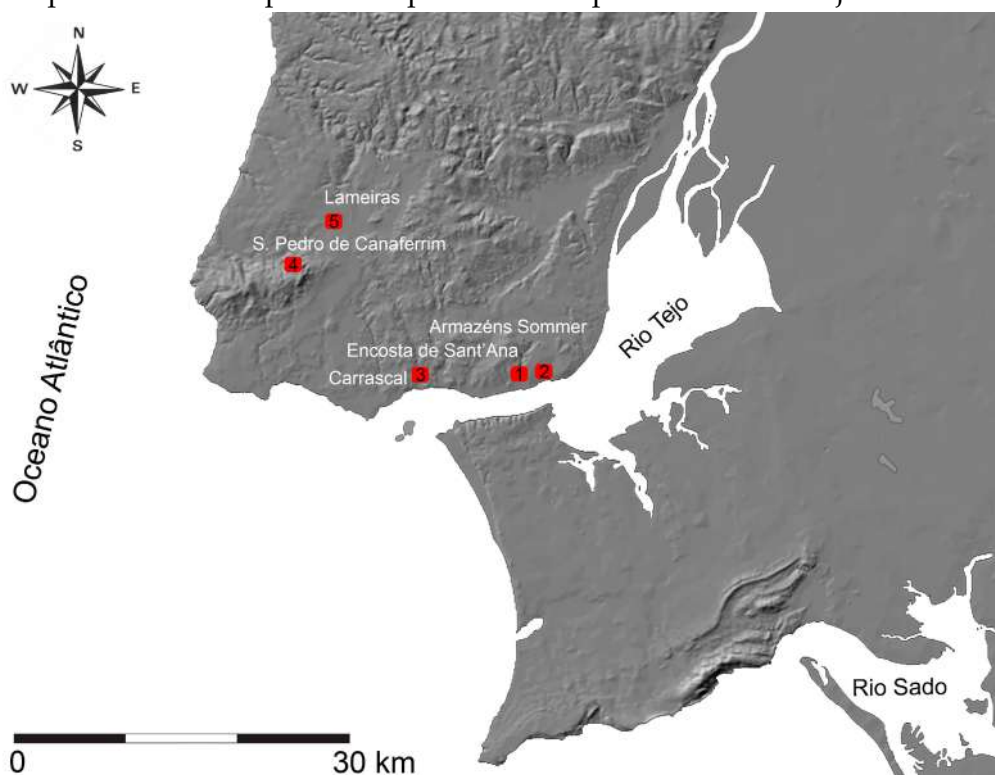 N
W E
S
Lameiras
5
S. Pedro de Canaferrim
4
Oceano Atlântico
Rio Tejo
Armazéns Sommer
Encosta de Sant'Ana
Carrascal 3 1 2
Rio Sado
0 30 km